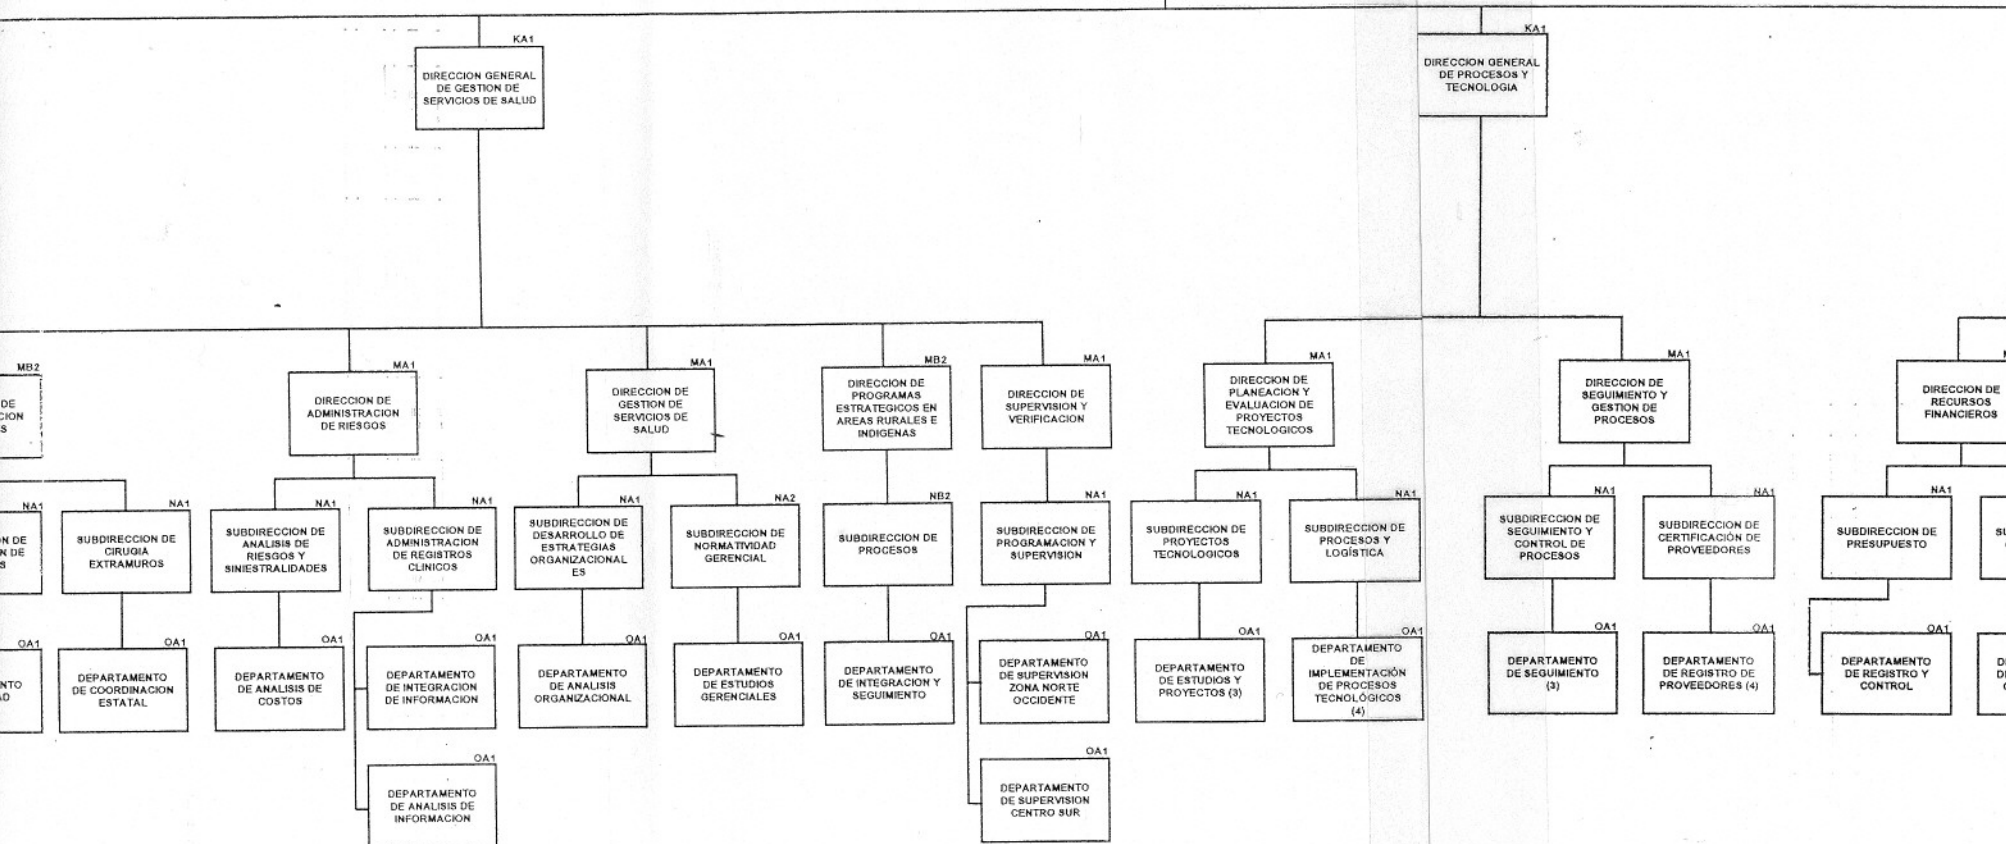 KA1
DIRECCION GENERAL
DE GESTION DE
SERVICIOS DE SALUD
KA1
DIRECCION GENERAL
DE PROCESOS Y
TECNOLOGIA
MB2
DE
CION
S
MA1
DIRECCION DE
ADMINISTRACION
DE RIESGOS
MA1
DIRECCION DE
GESTION DE
SERVICIOS DE
SALUD
MB2
DIRECCION DE
PROGRAMAS
ESTRATEGICOS EN
AREAS RURALES E
INDIGENAS
MA1
DIRECCION DE
SUPERVISION Y
VERIFICACION
MA1
DIRECCION DE
PLANEACION Y
EVALUACION DE
PROYECTOS
TECNOLOGICOS
MA1
DIRECCION DE
SEGUIMIENTO Y
GESTION DE
PROCESOS
DIRECCION DE
RECURSOS
FINANCIEROS
NA1
N DE
N DE
S
NA1
SUBDIRECCION DE
CIRUGIA
EXTRAMUROS
NA1
SUBDIRECCION DE
ANALISIS DE
RIESGOS Y
SINIESTRALIDADES
NA1
SUBDIRECCION DE
ADMINISTRACION
DE REGISTROS
CLINICOS
NA1
SUBDIRECCION DE
DESARROLLO DE
ESTRATEGIAS
ORGANIZACIONAL
ES
NA2
SUBDIRECCION DE
NORMATIVIDAD
GERENCIAL
NB2
SUBDIRECCION DE
PROCESOS
NA1
SUBDIRECCION DE
PROGRAMACION Y
SUPERVISION
NA1
SUBDIRECCION DE
PROYECTOS
TECNOLOGICOS
NA1
SUBDIRECCION DE
PROCESOS Y
LOGÍSTICA
NA1
SUBDIRECCION DE
SEGUIMIENTO Y
CONTROL DE
PROCESOS
NA1
SUBDIRECCION DE
CERTIFICACIÓN DE
PROVEEDORES
NA1
SUBDIRECCION DE
PRESUPUESTO
OA1
NTO
OA1
DEPARTAMENTO
DE COORDINACION
ESTATAL
OA1
DEPARTAMENTO
DE ANALISIS DE
COSTOS
OA1
DEPARTAMENTO
DE INTEGRACION
DE INFORMACION
OA1
DEPARTAMENTO
DE ANALISIS
ORGANIZACIONAL
OA1
DEPARTAMENTO
DE ESTUDIOS
GERENCIALES
OA1
DEPARTAMENTO
DE INTEGRACION Y
SEGUIMIENTO
OA1
DEPARTAMENTO
DE SUPERVISION
ZONA NORTE
OCCIDENTE
OA1
DEPARTAMENTO
DE ESTUDIOS Y
PROYECTOS (3)
OA1
DEPARTAMENTO
DE
IMPLEMENTACIÓN
DE PROCESOS
TECNOLÓGICOS
(4)
OA1
DEPARTAMENTO
DE SEGUIMIENTO
(3)
OA1
DEPARTAMENTO
DE REGISTRO DE
PROVEEDORES (4)
OA1
DEPARTAMENTO
DE REGISTRO Y
CONTROL
OA1
DEPARTAMENTO
DE ANALISIS DE
INFORMACION
OA1
DEPARTAMENTO
DE SUPERVISION
CENTRO SUR